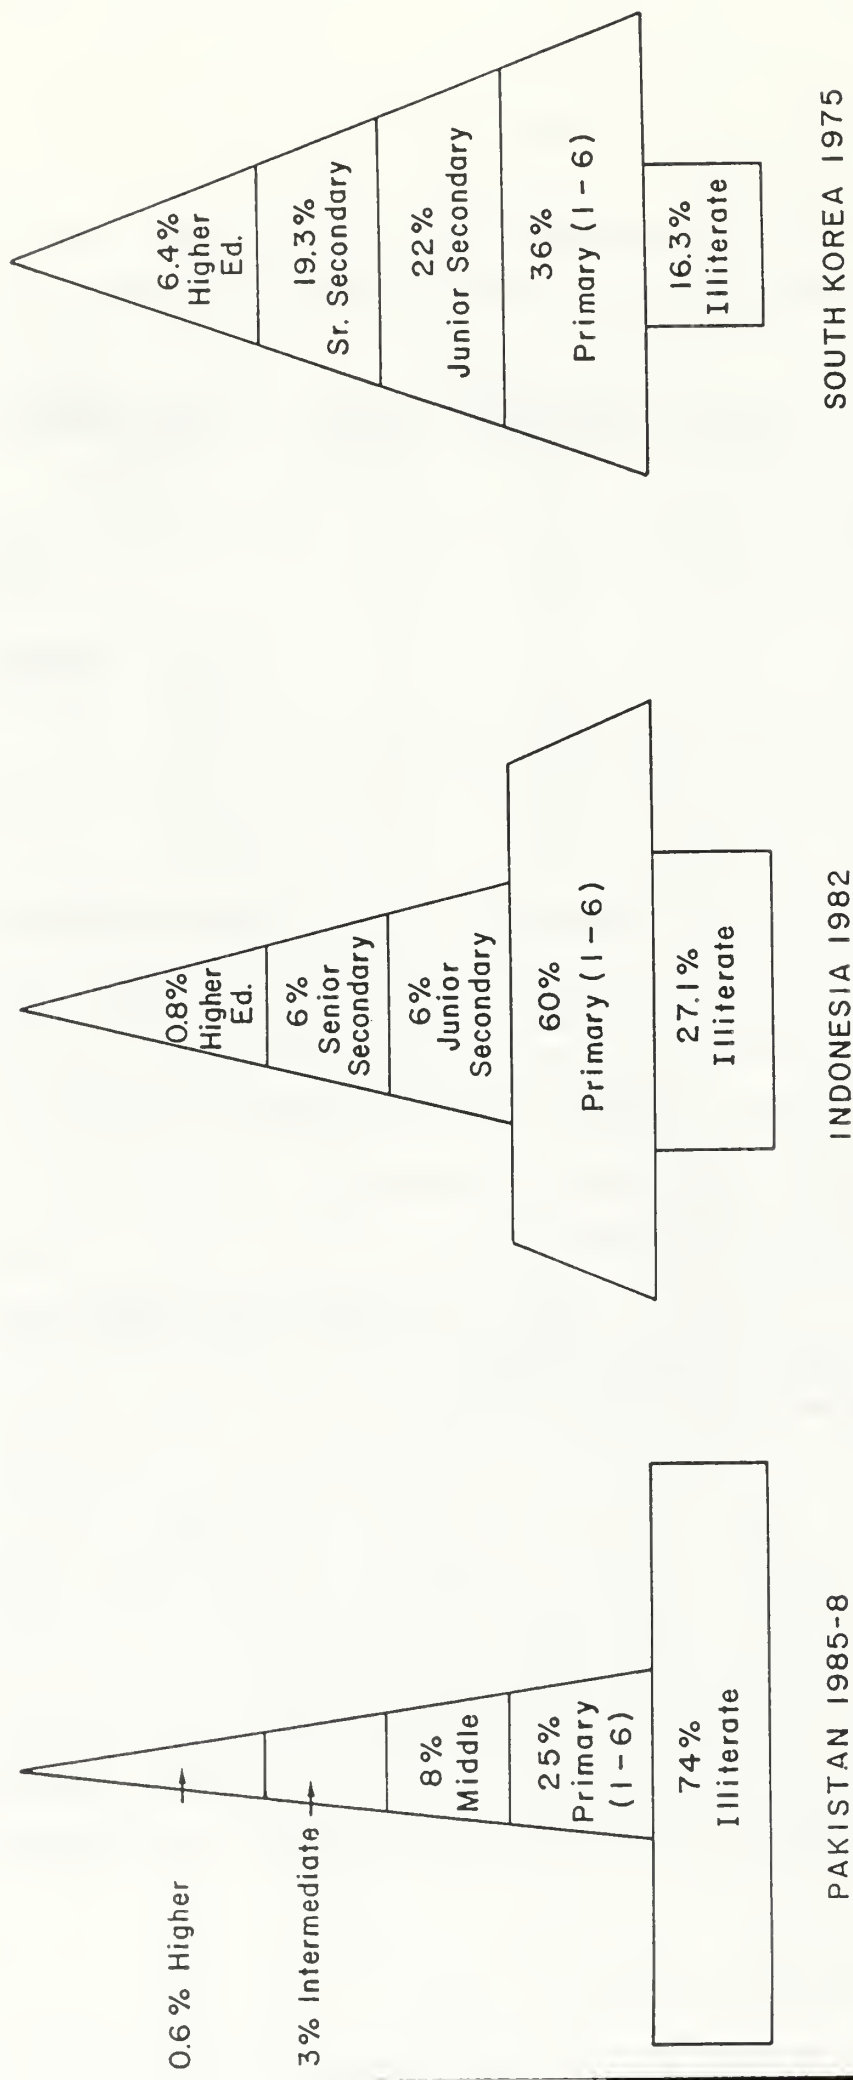 0.6% Higher
3% Intermediate
8%
Middle
25%
Primary
(1-6)
74%
Illiterate
PAKISTAN 1985-8
0.8%
Higher
Ed.
6%
Senior
Secondary
6%
Junior
Secondary
60%
Primary (1-6)
27.1%
Illiterate
INDONESIA 1982
6.4%
Higher
Ed.
19.3%
Sr. Secondary
22%
Junior Secondary
36%
Primary (1-6)
16.3%
Illiterate
SOUTH KOREA 1975